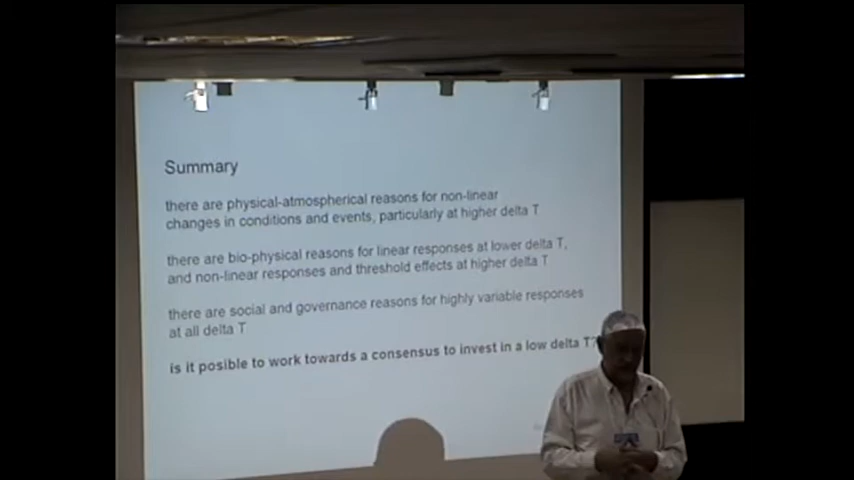 Summary
there are physical-atmospherical reasons for non-linear
changes in conditions and events, particularly at higher delta T
there are bio-physical reasons for linear responses at lower delta T,
and non-linear responses and threshold effects at higher delta T
there are social and governance reasons for highly variable responses
at all delta T
is it posible to work towards a consensus to invest in a low delta T?